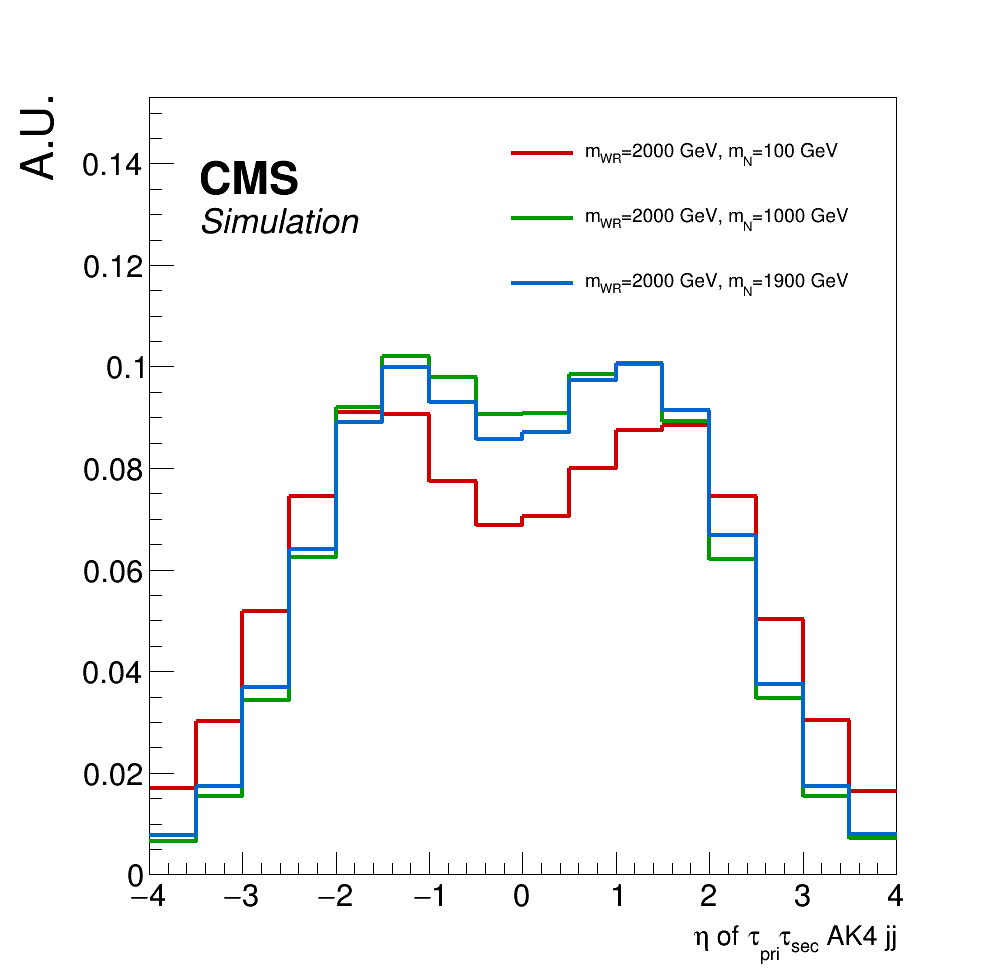 A.U.
0.14
0.12
0.1
0.08
0.06
0.04
0.02
0
CMS
Simulation
m_WR=2000 GeV, m_N=100 GeV
m_WR=2000 GeV, m_N=1000 GeV
m_WR=2000 GeV, m_N=1900 GeV
−4 −3 −2 −1 0 1 2 3 4
η of τ_pri τ_sec AK4 jj